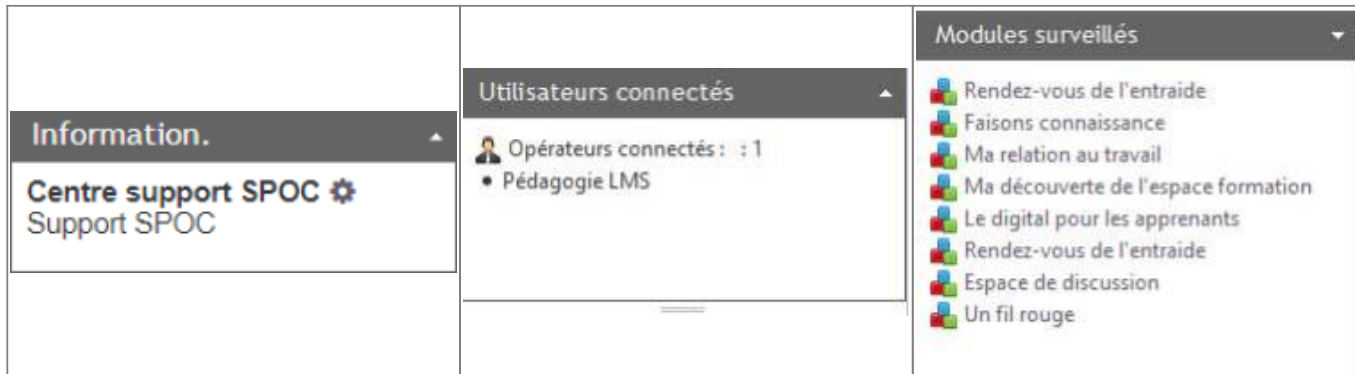 Information.
Centre support SPOC
Support SPOC
Utilisateurs connectés
Opérateurs connectés : : 1
• Pédagogie LMS
Modules surveillés
Rendez-vous de l'entraide
Faisons connaissance
Ma relation au travail
Ma découverte de l'espace formation
Le digital pour les apprenants
Rendez-vous de l'entraide
Espace de discussion
Un fil rouge